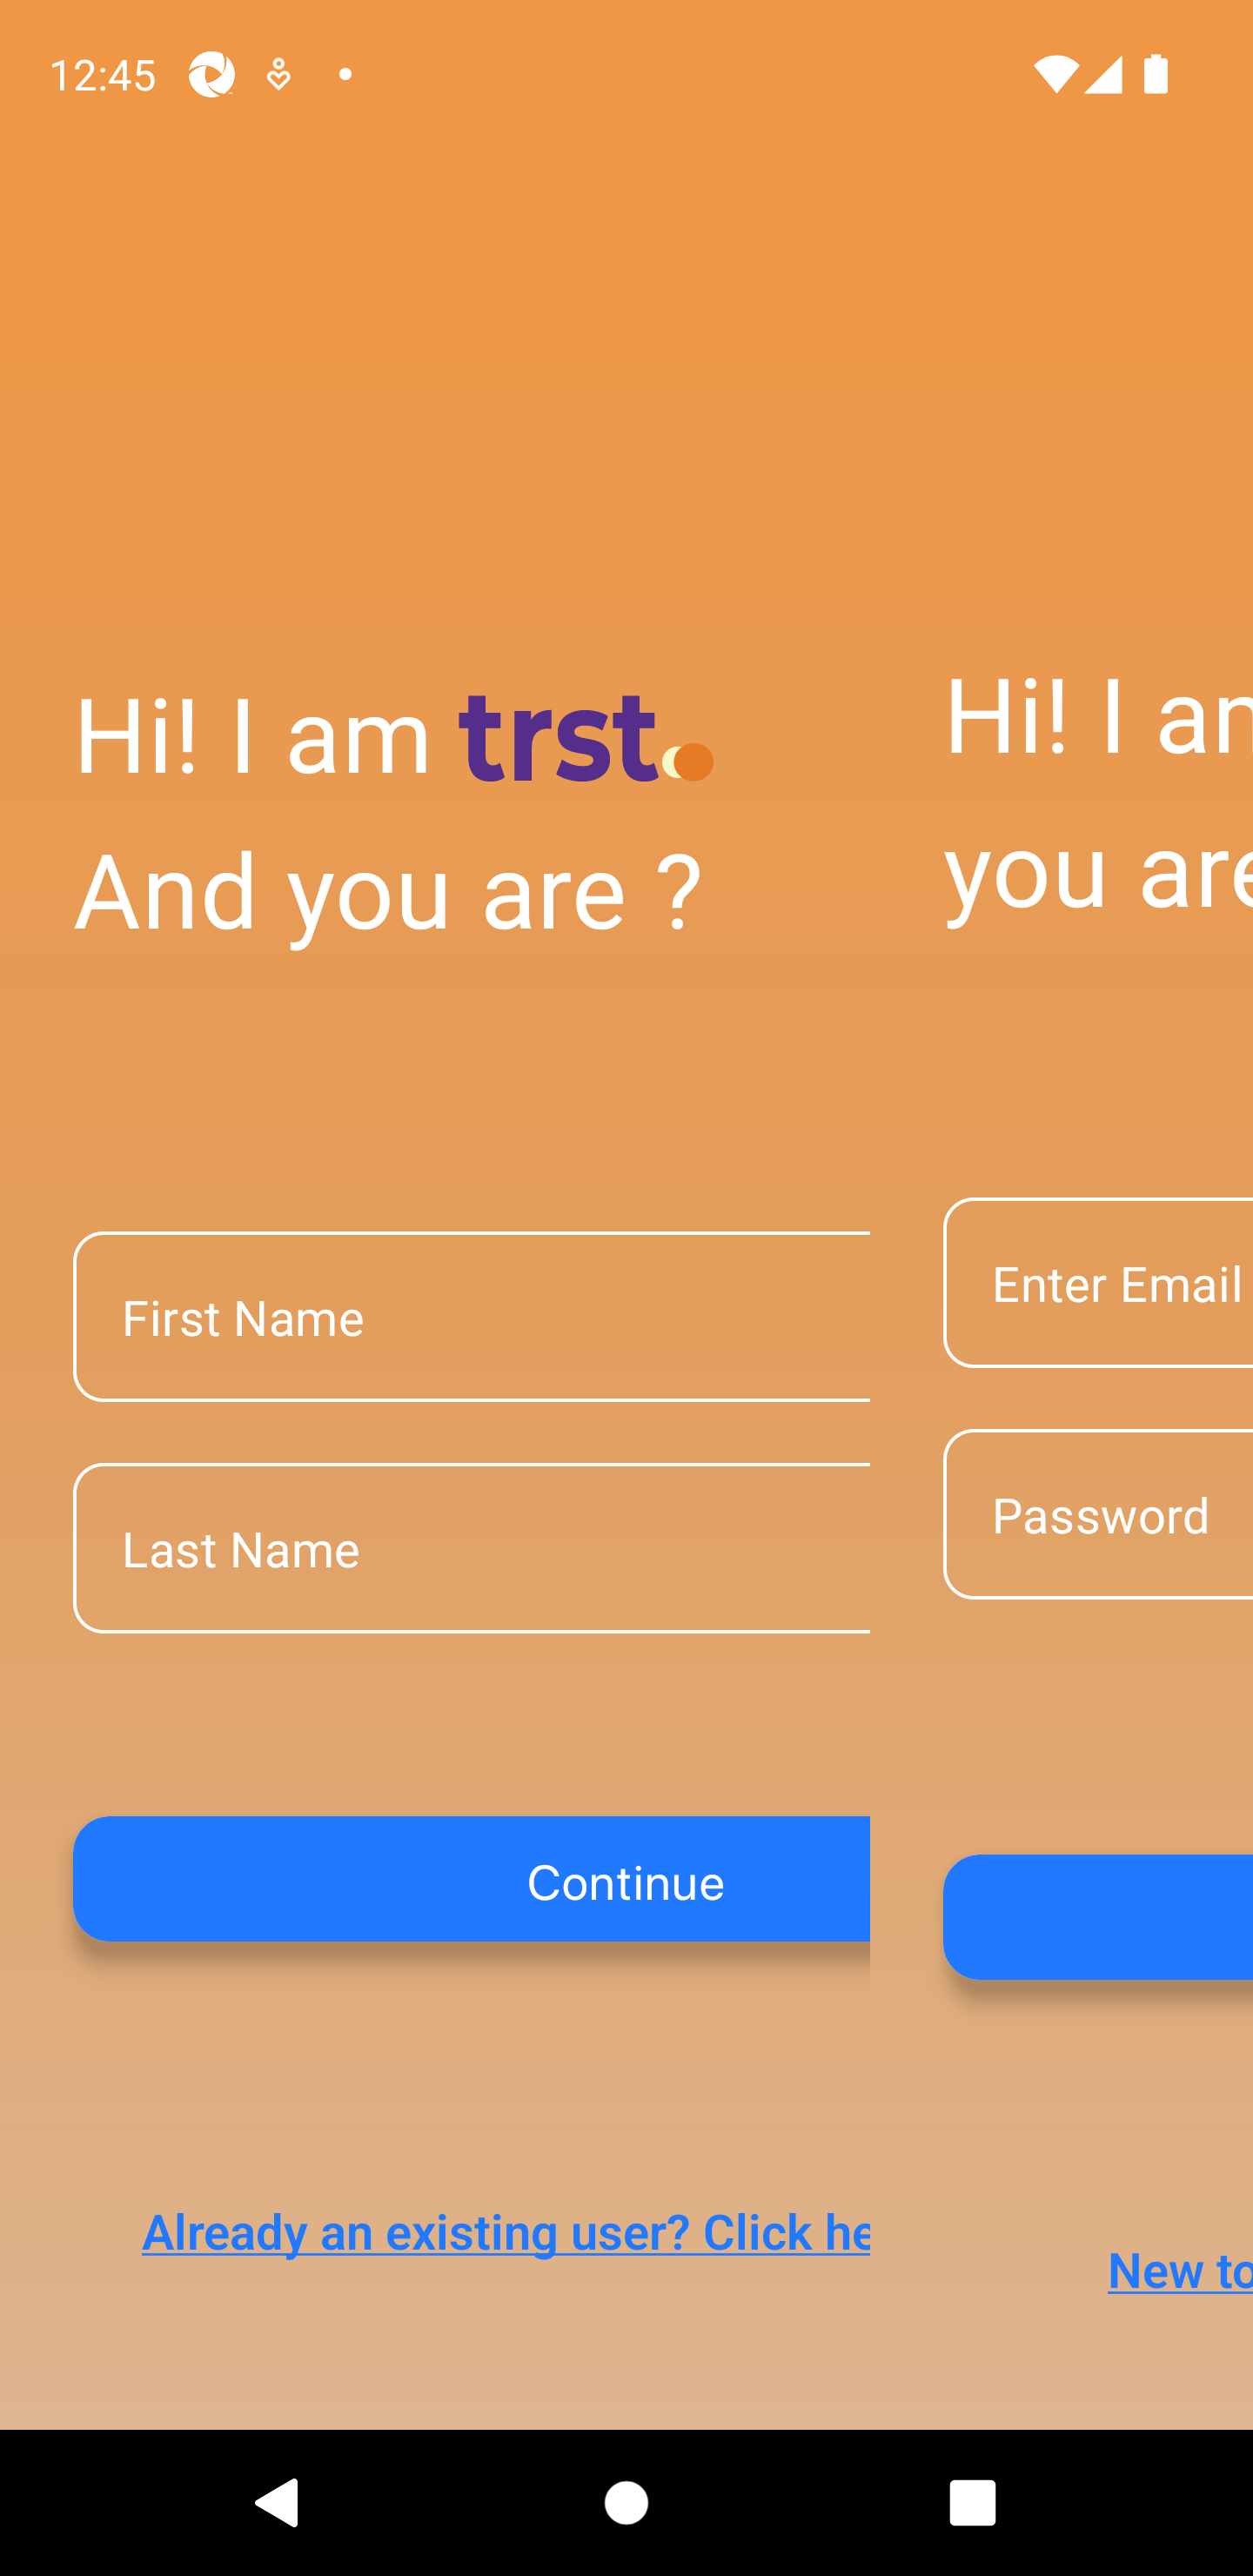 12:45
Hi! I am trst
And you are ?
First Name
Last Name
Continue
Already an existing user? Click he
Hi! I an
you are
Enter Email
Password
New to